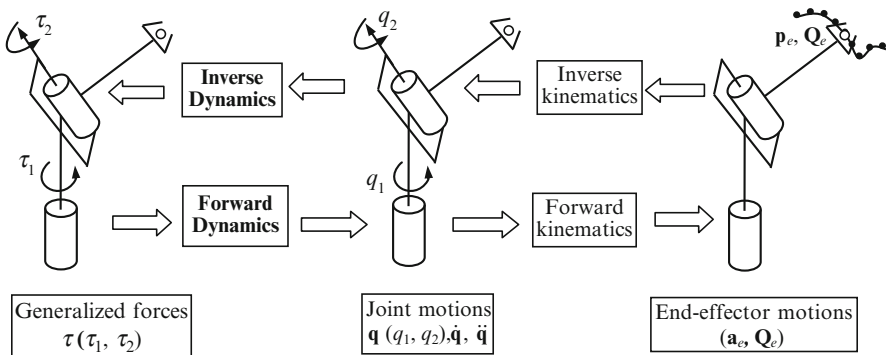 τ2
q2
pe, Qe
Inverse
Dynamics
Inverse
kinematics
τ1
q1
Forward
Dynamics
Forward
kinematics
Generalized forces
τ (τ1, τ2)
Joint motions
q (q1, q2),q̇, q̈
End-effector motions
(ae, Qe)